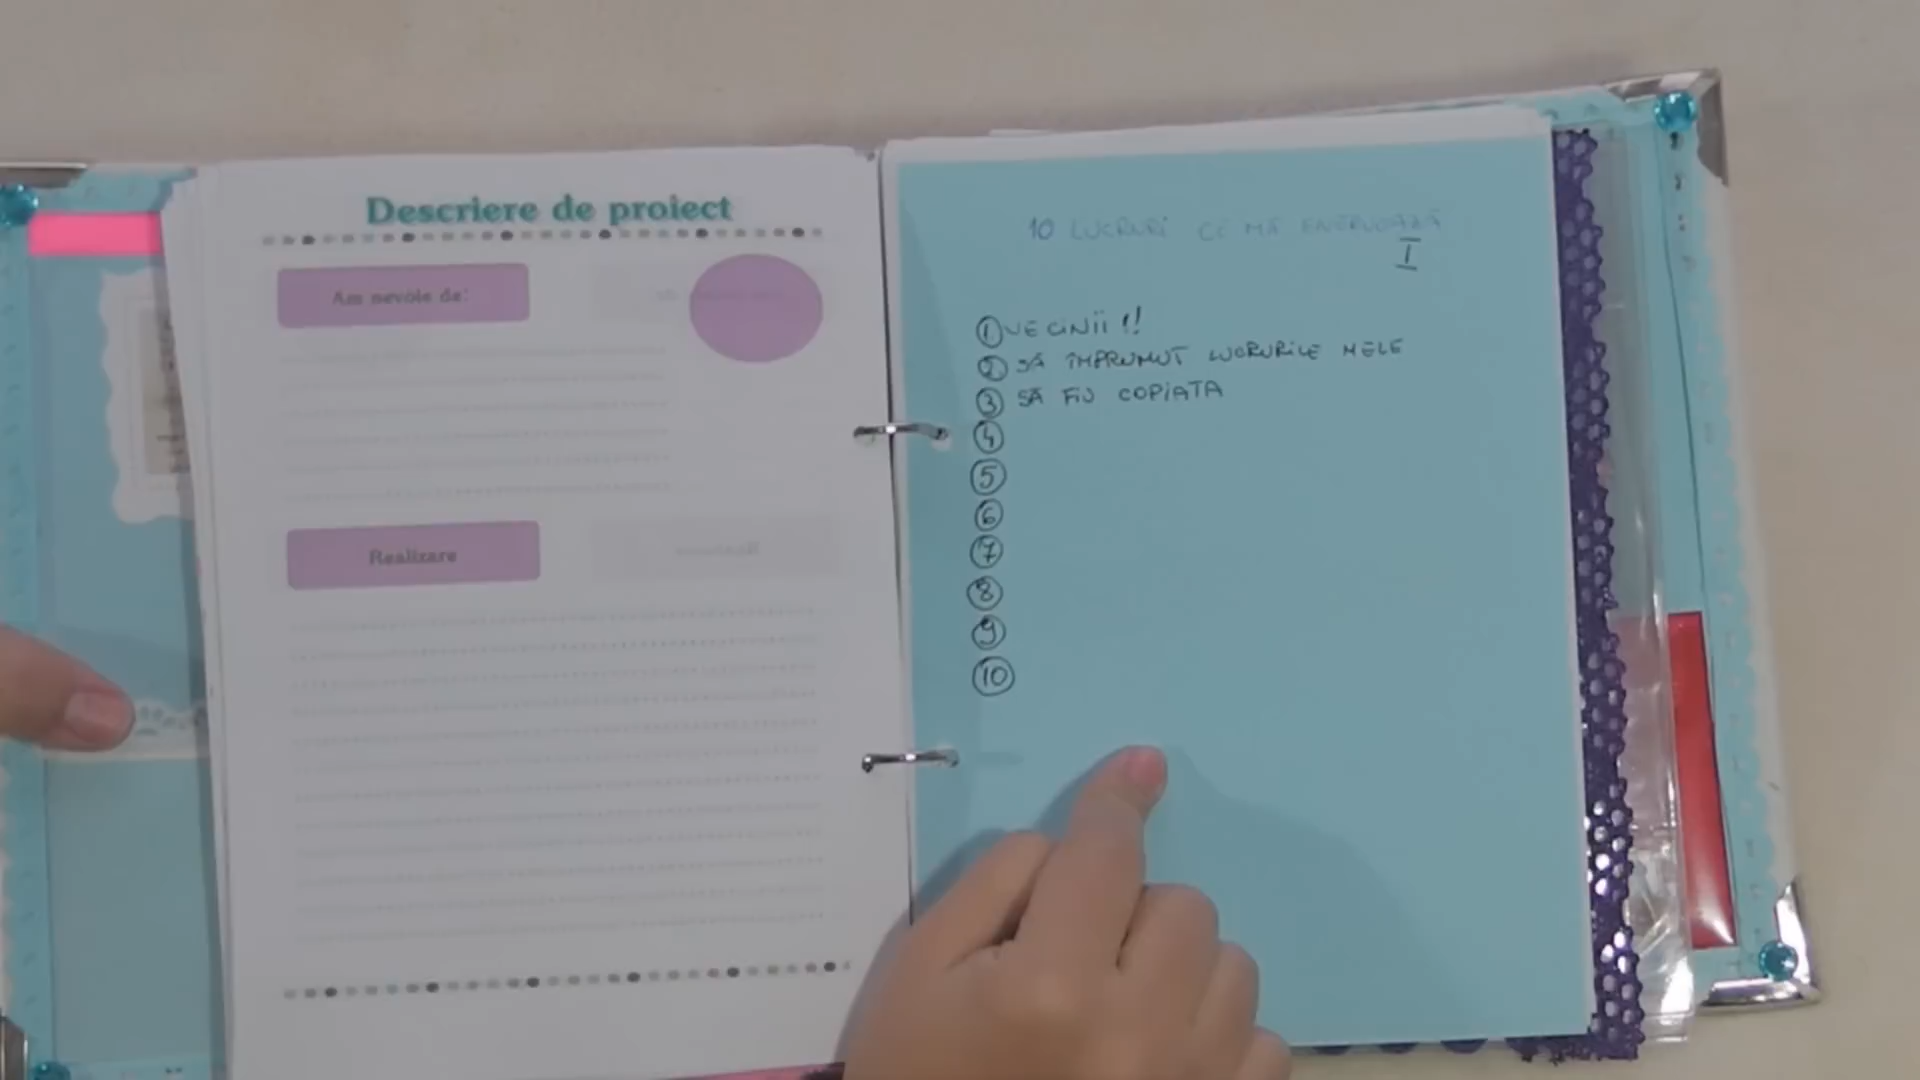 Descriere de proiect
Am nevoie de:
Realizare
10 LUCRURI CE MĂ ENERVEAZĂ
I
1 VECINII !!
2 SĂ ÎMPRUMUT LUCRURILE MELE
3 SĂ FIU COPIATA
4
5
6
7
8
9
10